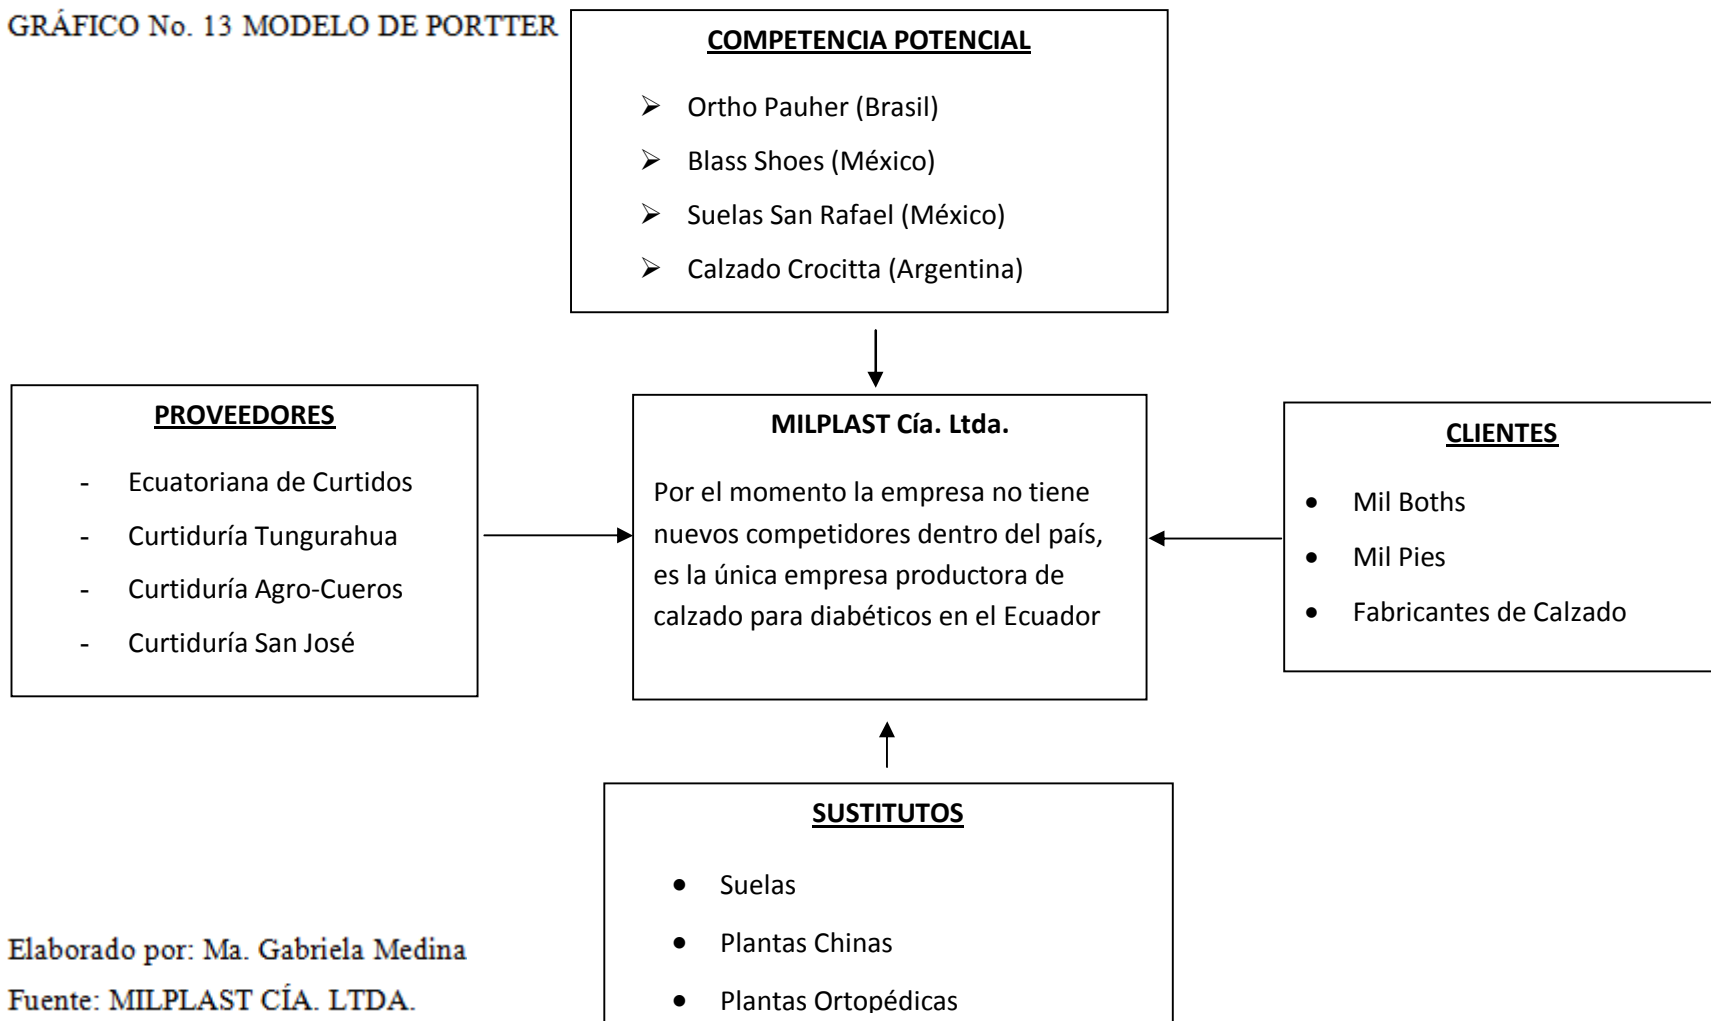 GRÁFICO No. 13 MODELO DE PORTTER
COMPETENCIA POTENCIAL
➢ Ortho Pauher (Brasil)
➢ Blass Shoes (México)
➢ Suelas San Rafael (México)
➢ Calzado Crocitta (Argentina)
PROVEEDORES
- Ecuatoriana de Curtidos
- Curtiduría Tungurahua
- Curtiduría Agro-Cueros
- Curtiduría San José
MILPLAST Cía. Ltda.
Por el momento la empresa no tiene
nuevos competidores dentro del país,
es la única empresa productora de
calzado para diabéticos en el Ecuador
CLIENTES
• Mil Boths
• Mil Pies
• Fabricantes de Calzado
SUSTITUTOS
• Suelas
• Plantas Chinas
• Plantas Ortopédicas
Elaborado por: Ma. Gabriela Medina
Fuente: MILPLAST CÍA. LTDA.